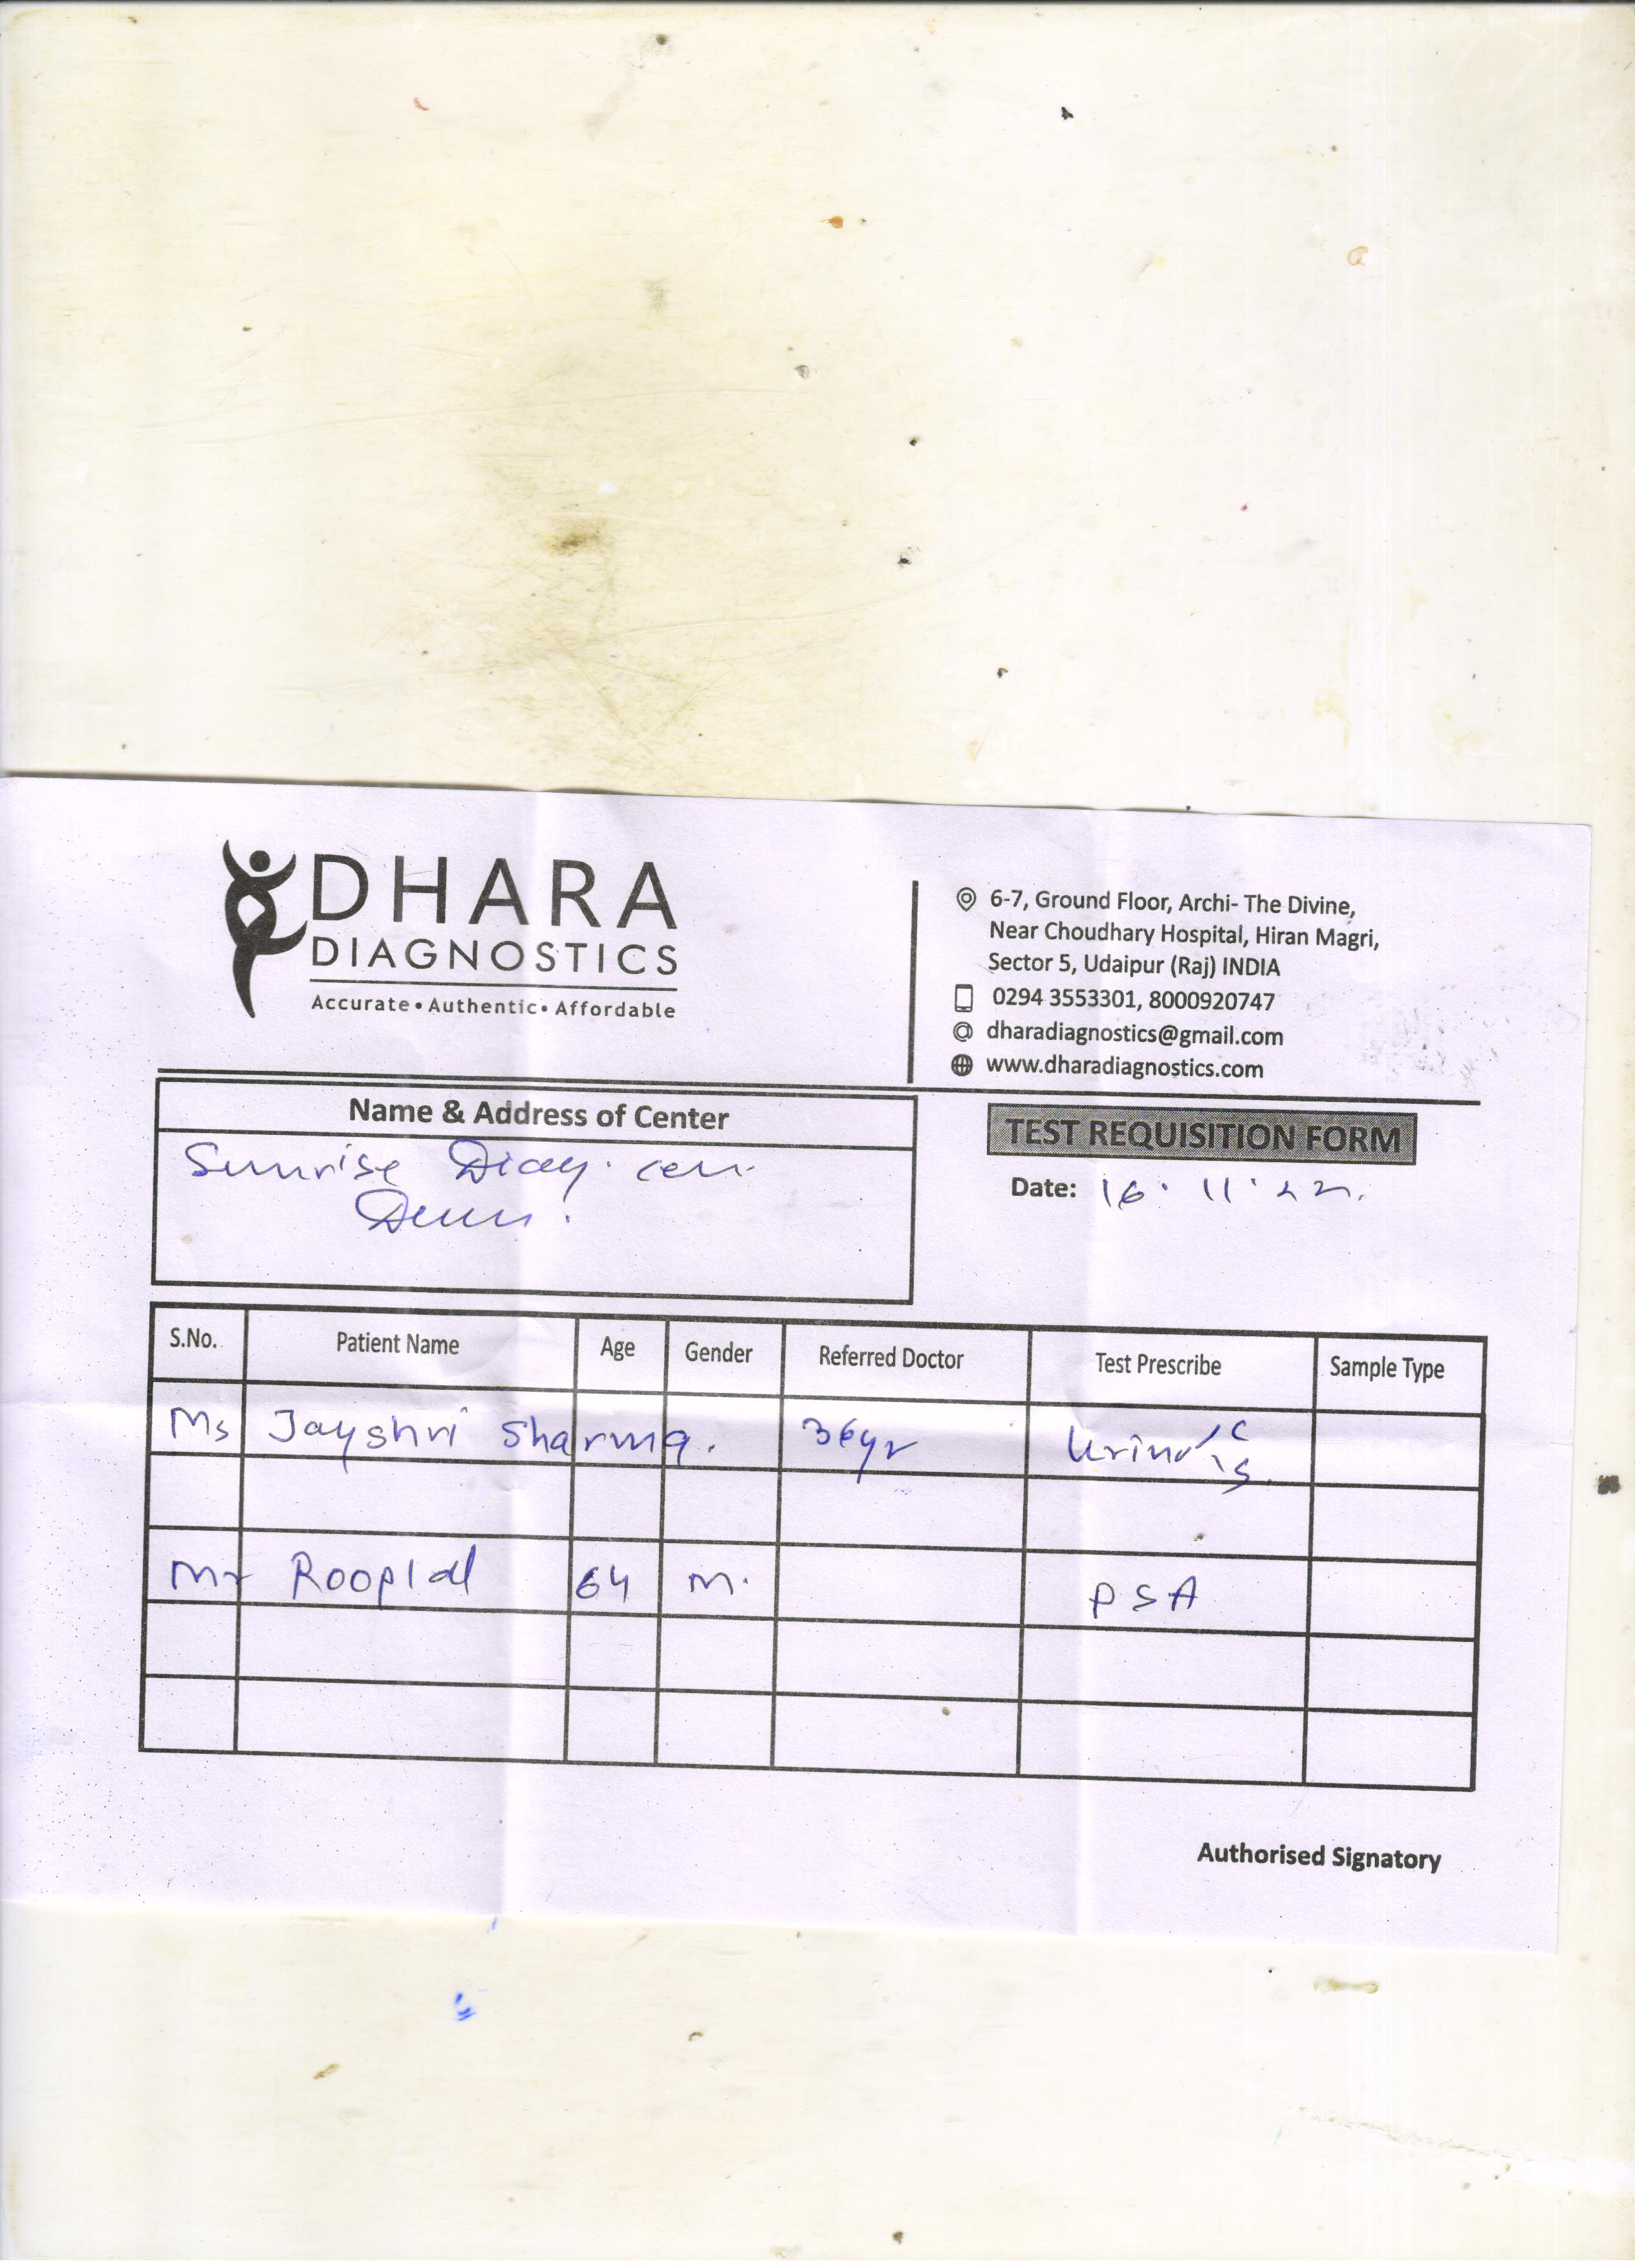 DHARA
DIAGNOSTICS
Accurate • Authentic • Affordable
6-7, Ground Floor, Archi- The Divine,
Near Choudhary Hospital, Hiran Magri,
Sector 5, Udaipur (Raj) INDIA
0294 3553301, 8000920747
@ dharadiagnostics@gmail.com
www.dharadiagnostics.com
Name & Address of Center
Sunrise Diag. cen.
TEST REQUISITION FORM
Date: 16.11.22.
S.No. Patient Name Age Gender Referred Doctor Test Prescribe Sample Type
Ms Jayshri Sharma. 36yr Urine C/S.
Mr Rooplal 64 M. PSA
Authorised Signatory